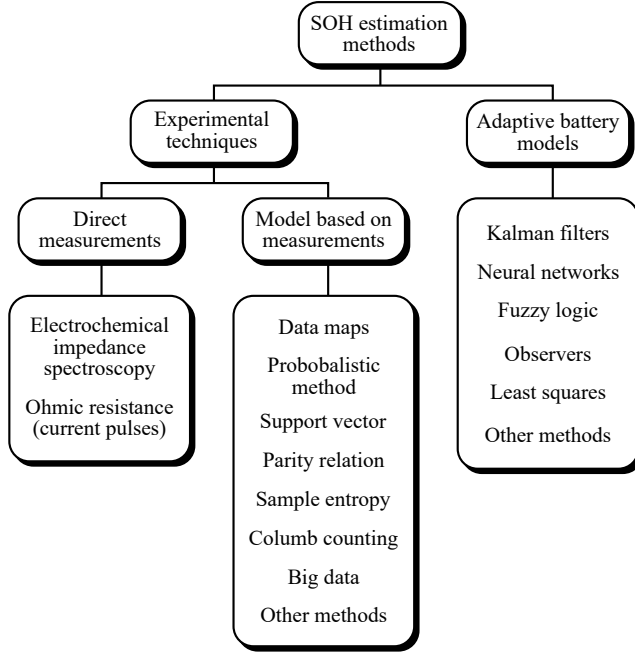 SOH estimation
methods
Experimental
techniques
Adaptive battery
models
Direct
measurements
Model based on
measurements
Electrochemical
impedance
spectroscopy
Ohmic resistance
(current pulses)
Data maps
Probobalistic
method
Support vector
Parity relation
Sample entropy
Columb counting
Big data
Other methods
Kalman filters
Neural networks
Fuzzy logic
Observers
Least squares
Other methods